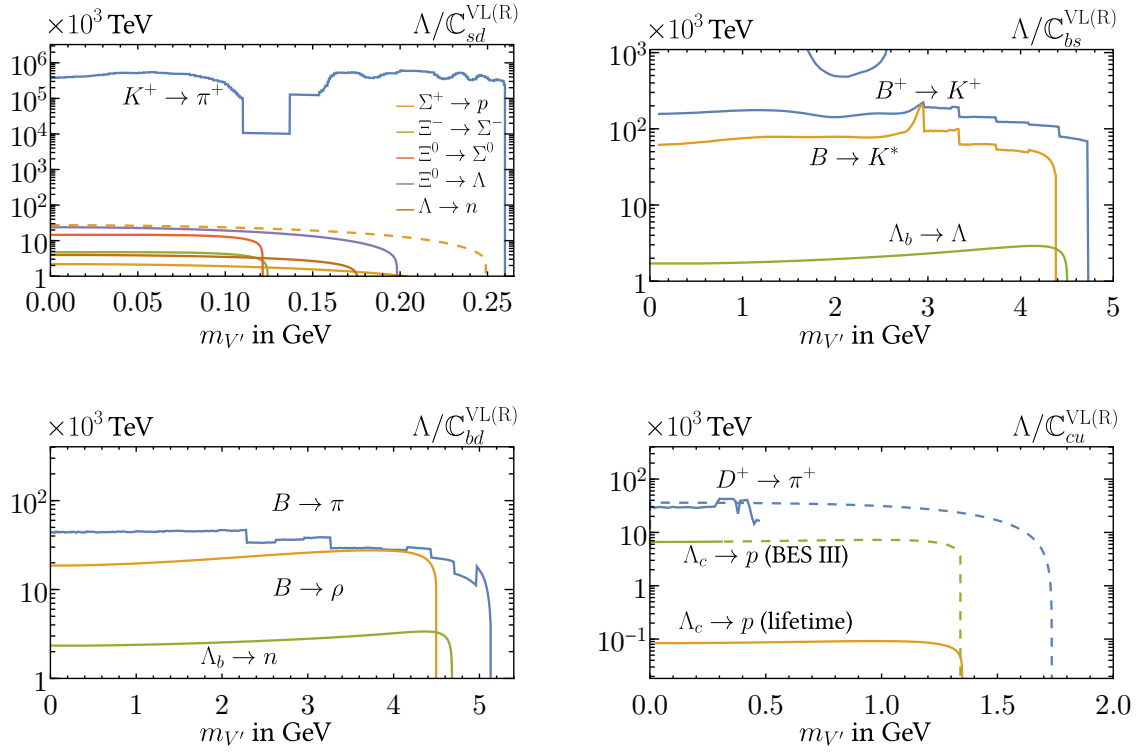 ×10³ TeV Λ/ℂ_{sd}^{VL(R)}
10⁶
10⁵
10⁴
10³
10²
10
1
K⁺ → π⁺
Σ⁺ → p
Ξ⁻ → Σ⁻
Ξ⁰ → Σ⁰
Ξ⁰ → Λ
Λ → n
0.00 0.05 0.10 0.15 0.20 0.25
m_{V′} in GeV
×10³ TeV Λ/ℂ_{bs}^{VL(R)}
10³
10²
10
1
B⁺ → K⁺
B → K*
Λ_b → Λ
0 1 2 3 4 5
m_{V′} in GeV
×10³ TeV Λ/ℂ_{bd}^{VL(R)}
10²
10
1
B → π
B → ρ
Λ_b → n
0 1 2 3 4 5
m_{V′} in GeV
×10³ TeV Λ/ℂ_{cu}^{VL(R)}
10²
10
1
10⁻¹
D⁺ → π⁺
Λ_c → p (BES III)
Λ_c → p (lifetime)
0.0 0.5 1.0 1.5 2.0
m_{V′} in GeV